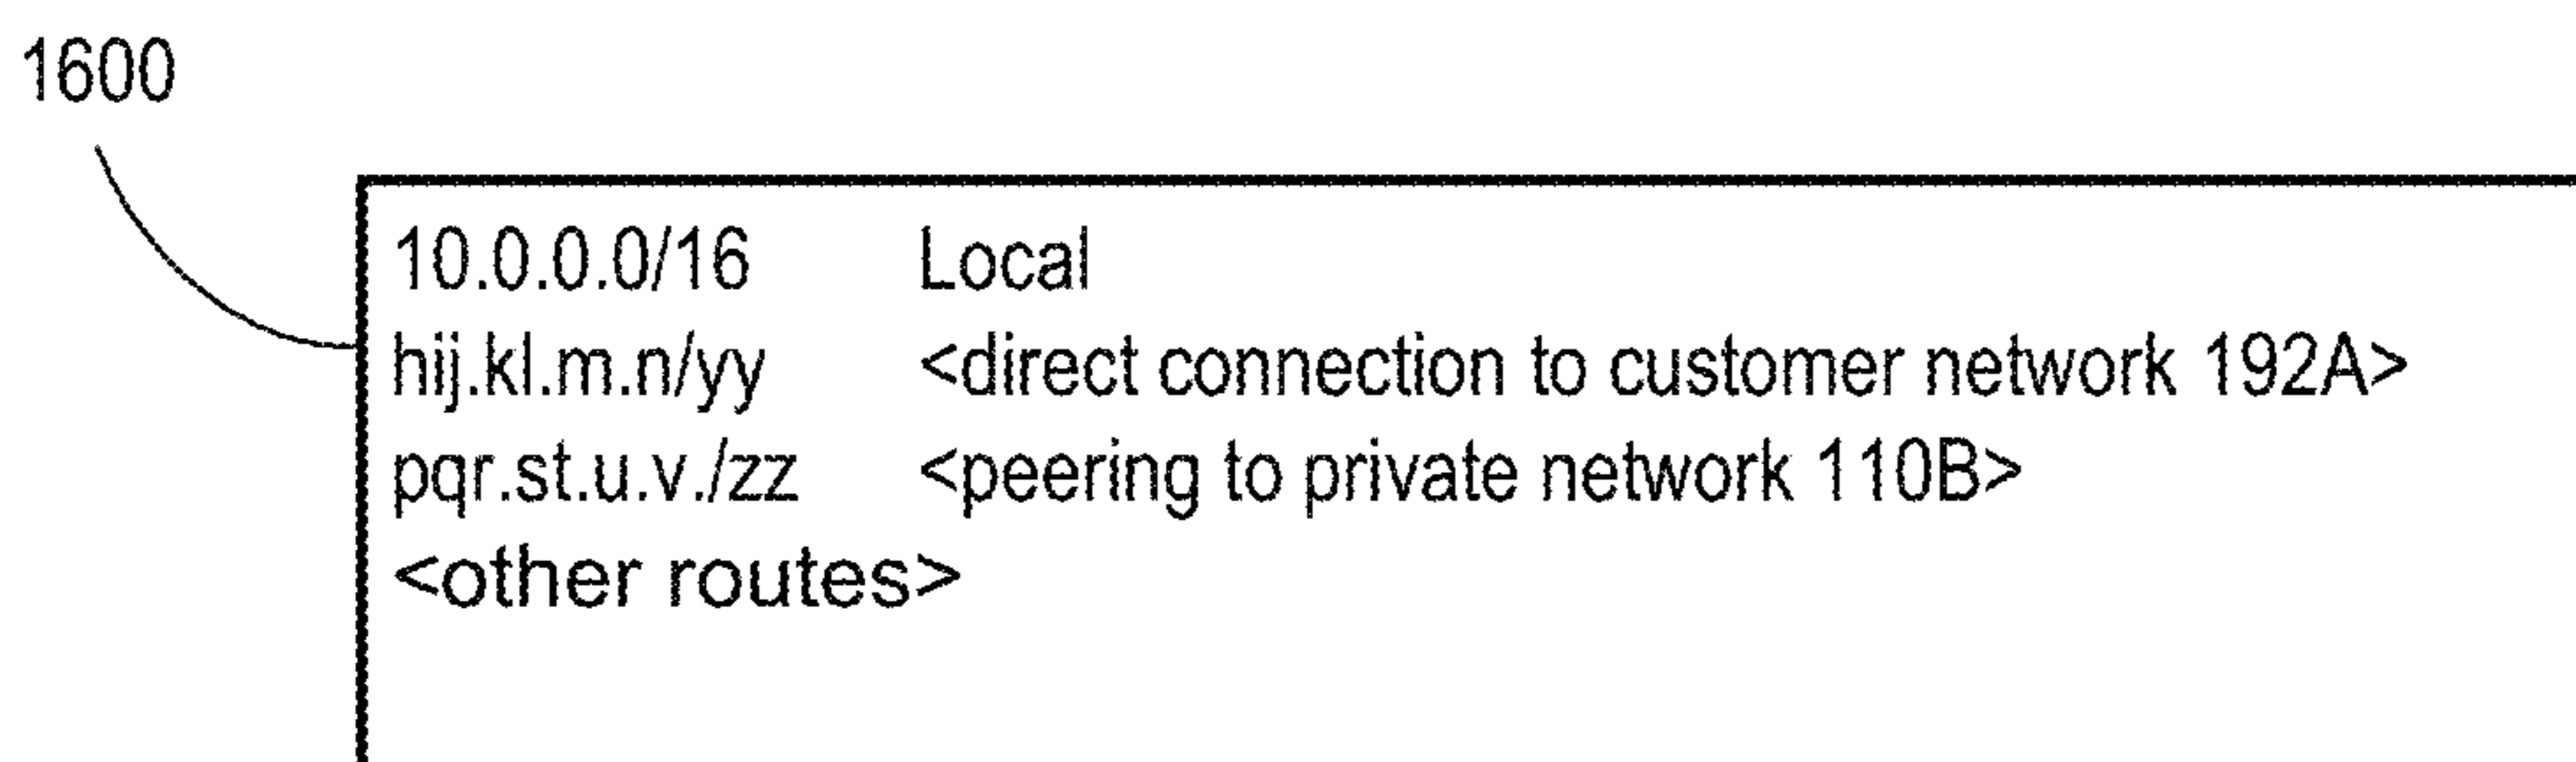 1600
10.0.0.0/16 Local
hij.kl.m.n/yy <direct connection to customer network 192A>
pqr.st.u.v./zz <peering to private network 110B>
<other routes>